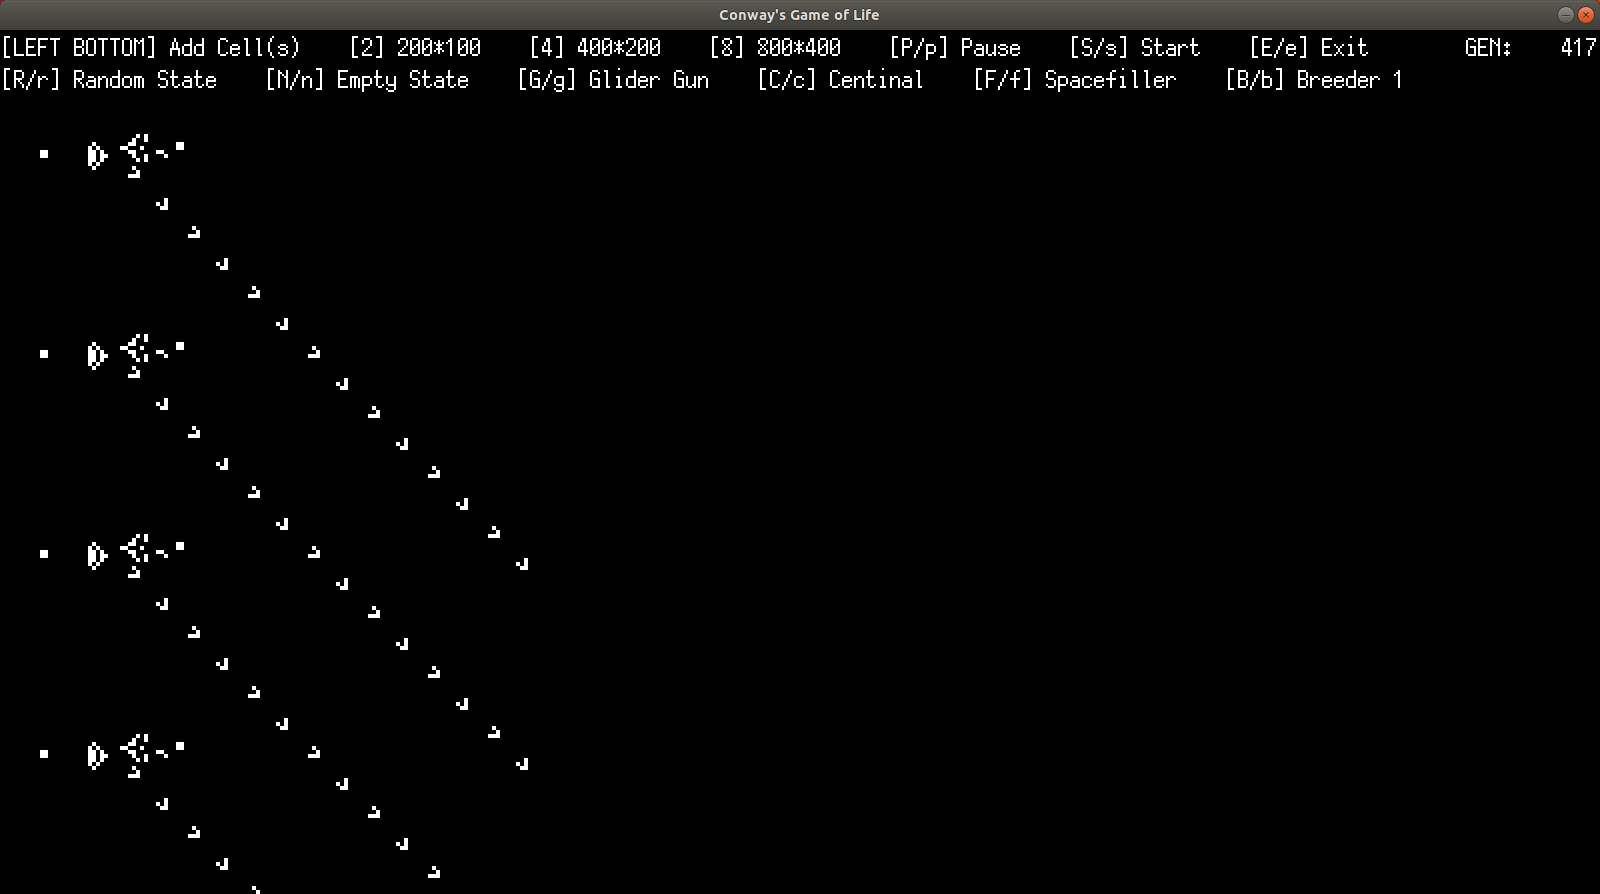 Conway's Game of Life
[LEFT BOTTOM] Add Cell(s) [2] 200*100 [4] 400*200 [8] 800*400 [P/p] Pause [S/s] Start [E/e] Exit GEN: 417
[R/r] Random State [N/n] Empty State [G/g] Glider Gun [C/c] Centinal [F/f] Spacefiller [B/b] Breeder 1